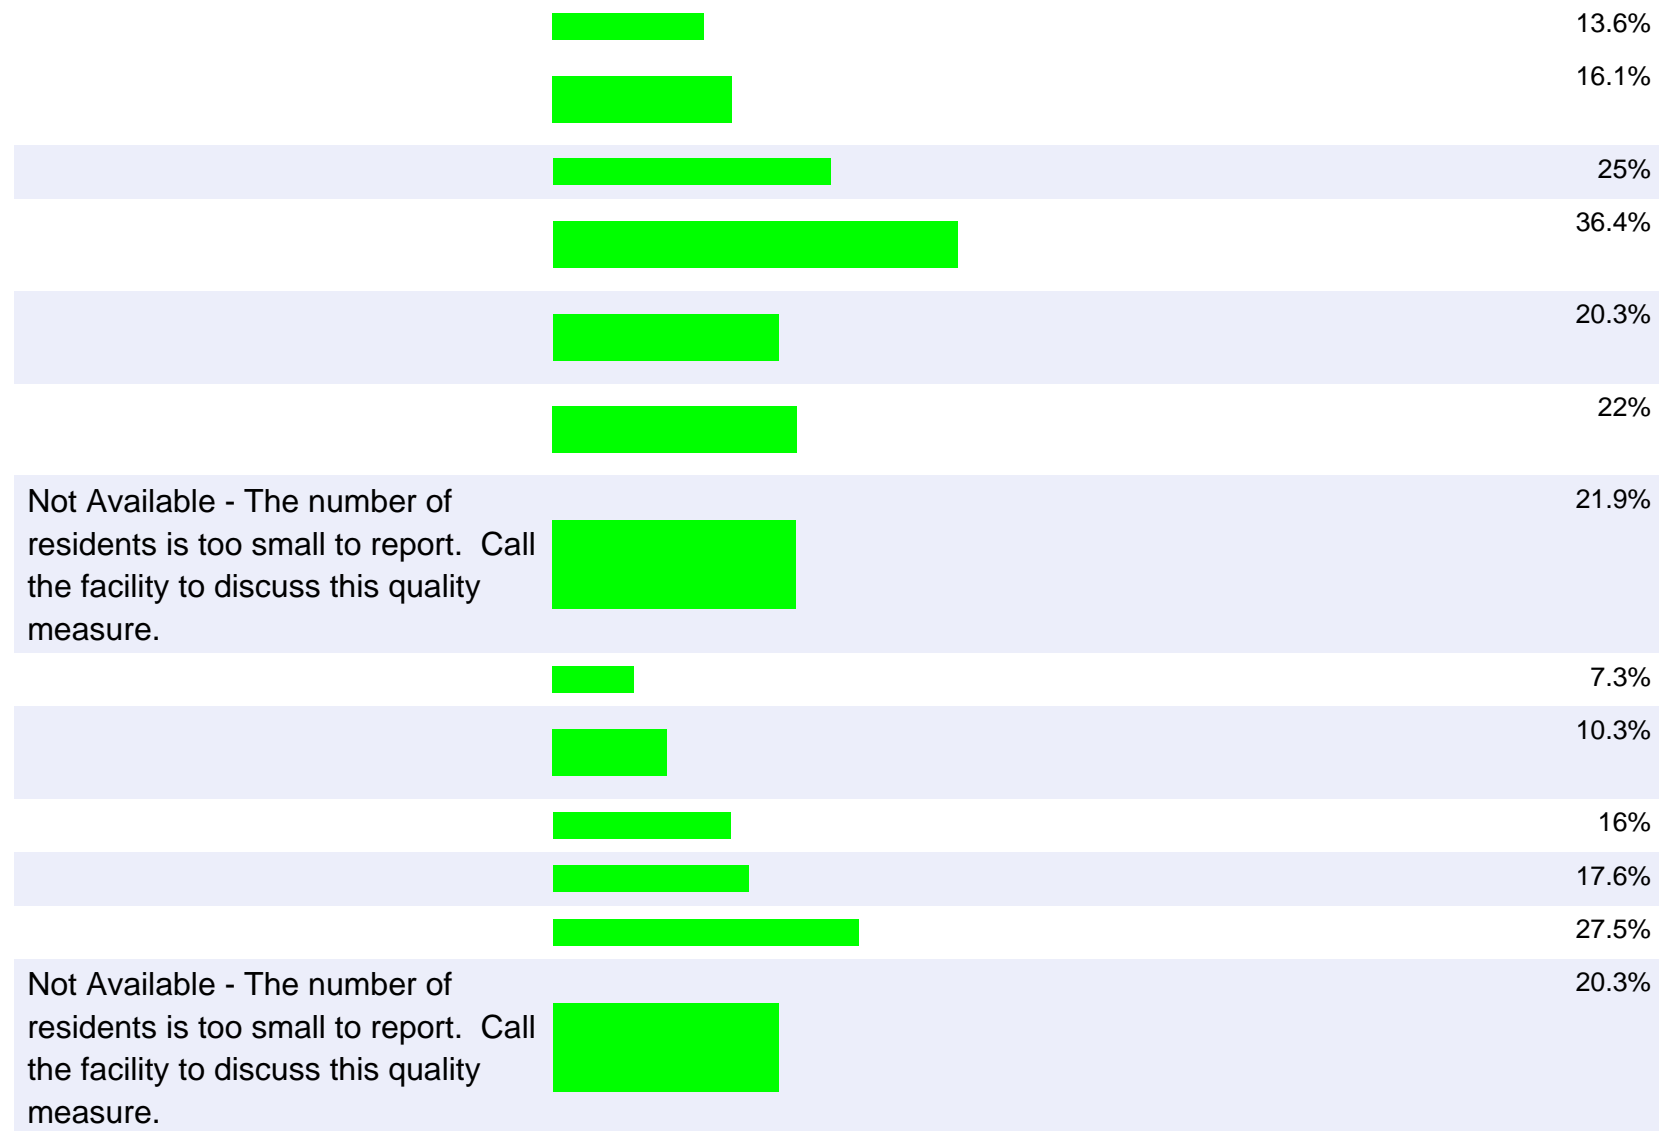 13.6%
16.1%
25%
36.4%
20.3%
22%
Not Available - The number of
residents is too small to report.  Call
the facility to discuss this quality
measure.
21.9%
7.3%
10.3%
16%
17.6%
27.5%
Not Available - The number of
residents is too small to report.  Call
the facility to discuss this quality
measure.
20.3%